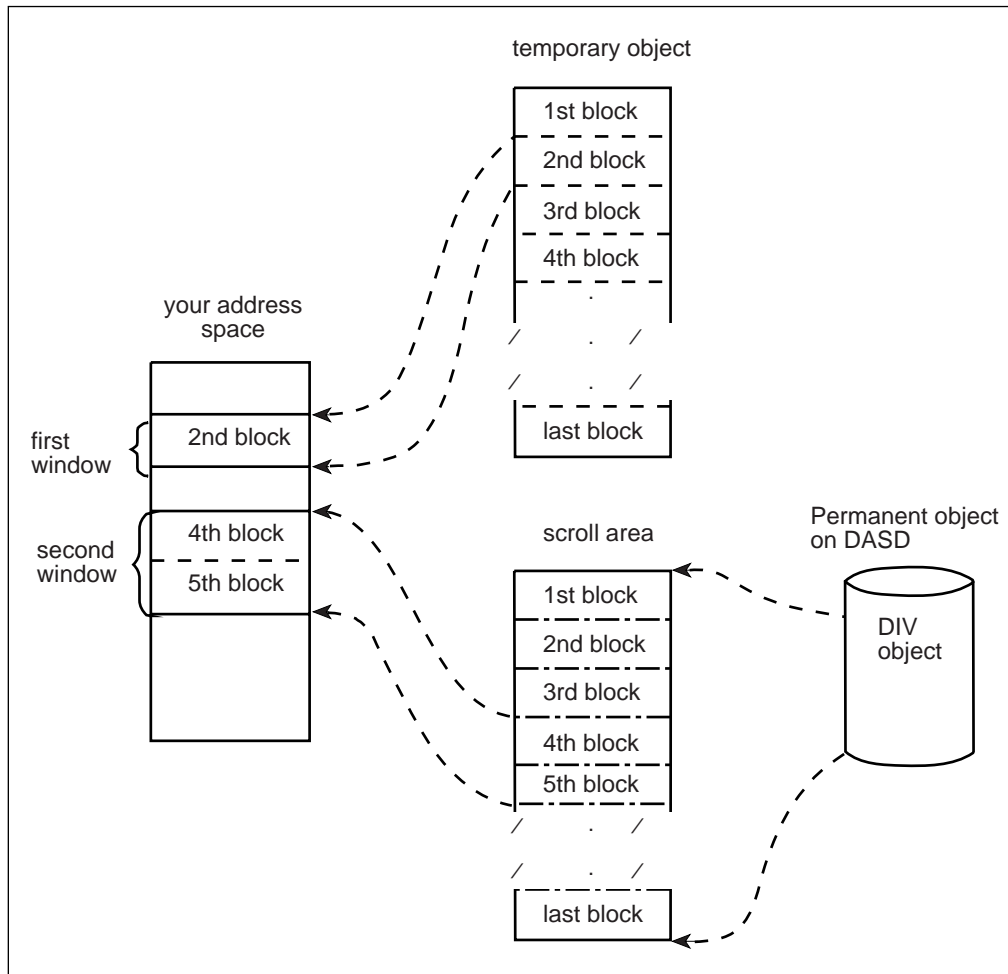 temporary object
1st block
2nd block
3rd block
4th block
.
/ . /
/ . /
last block
your address
space
2nd block
first
window
4th block
5th block
second
window
scroll area
1st block
2nd block
3rd block
4th block
5th block
/ . /
/ . /
last block
Permanent object
on DASD
DIV
object